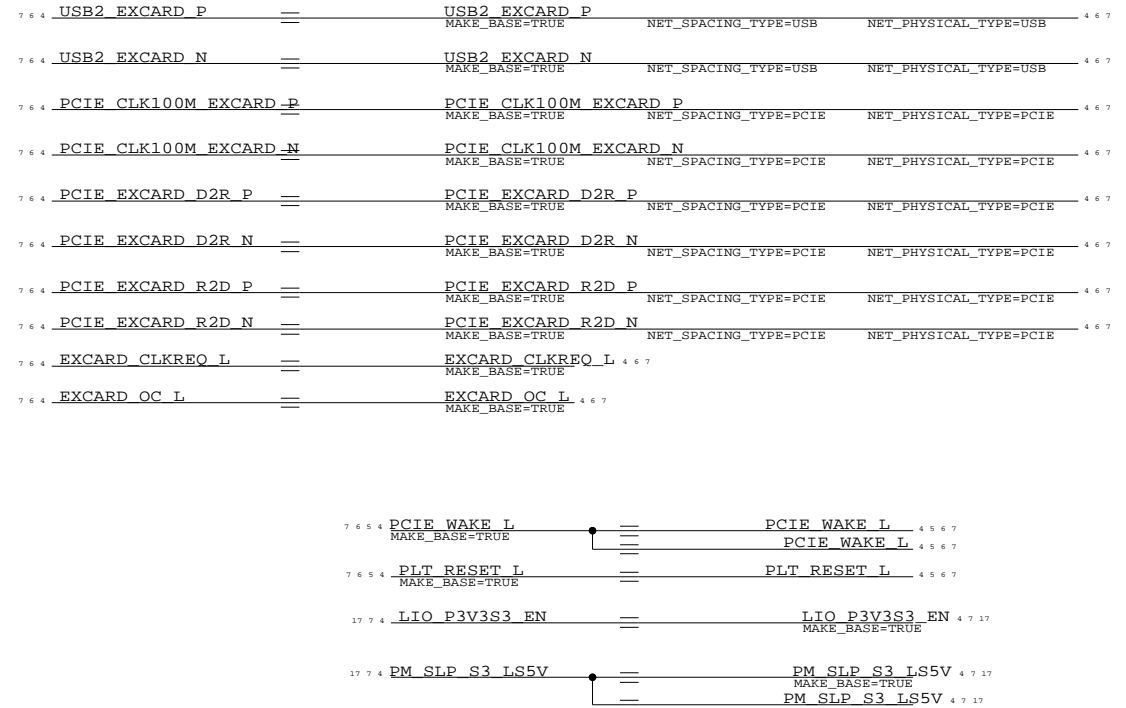 7 6 4 USB2_EXCARD_P USB2_EXCARD_P 4 6 7
MAKE_BASE=TRUE NET_SPACING_TYPE=USB NET_PHYSICAL_TYPE=USB
7 6 4 USB2_EXCARD_N USB2_EXCARD_N 4 6 7
MAKE_BASE=TRUE NET_SPACING_TYPE=USB NET_PHYSICAL_TYPE=USB
7 6 4 PCIE_CLK100M_EXCARD_P PCIE_CLK100M_EXCARD_P 4 6 7
MAKE_BASE=TRUE NET_SPACING_TYPE=PCIE NET_PHYSICAL_TYPE=PCIE
7 6 4 PCIE_CLK100M_EXCARD_N PCIE_CLK100M_EXCARD_N 4 6 7
MAKE_BASE=TRUE NET_SPACING_TYPE=PCIE NET_PHYSICAL_TYPE=PCIE
7 6 4 PCIE_EXCARD_D2R_P PCIE_EXCARD_D2R_P 4 6 7
MAKE_BASE=TRUE NET_SPACING_TYPE=PCIE NET_PHYSICAL_TYPE=PCIE
7 6 4 PCIE_EXCARD_D2R_N PCIE_EXCARD_D2R_N 4 6 7
MAKE_BASE=TRUE NET_SPACING_TYPE=PCIE NET_PHYSICAL_TYPE=PCIE
7 6 4 PCIE_EXCARD_R2D_P PCIE_EXCARD_R2D_P 4 6 7
MAKE_BASE=TRUE NET_SPACING_TYPE=PCIE NET_PHYSICAL_TYPE=PCIE
7 6 4 PCIE_EXCARD_R2D_N PCIE_EXCARD_R2D_N 4 6 7
MAKE_BASE=TRUE NET_SPACING_TYPE=PCIE NET_PHYSICAL_TYPE=PCIE
7 6 4 EXCARD_CLKREQ_L EXCARD_CLKREQ_L 4 6 7
MAKE_BASE=TRUE
7 6 4 EXCARD_OC_L EXCARD_OC_L 4 6 7
MAKE_BASE=TRUE
7 6 5 4 PCIE_WAKE_L PCIE_WAKE_L 4 5 6 7
MAKE_BASE=TRUE PCIE_WAKE_L 4 5 6 7
7 6 5 4 PLT_RESET_L PLT_RESET_L 4 5 6 7
MAKE_BASE=TRUE
17 7 4 LIO_P3V3S3_EN LIO_P3V3S3_EN 4 7 17
MAKE_BASE=TRUE
17 7 4 PM_SLP_S3_LS5V PM_SLP_S3_LS5V 4 7 17
MAKE_BASE=TRUE
PM_SLP_S3_LS5V 4 7 17